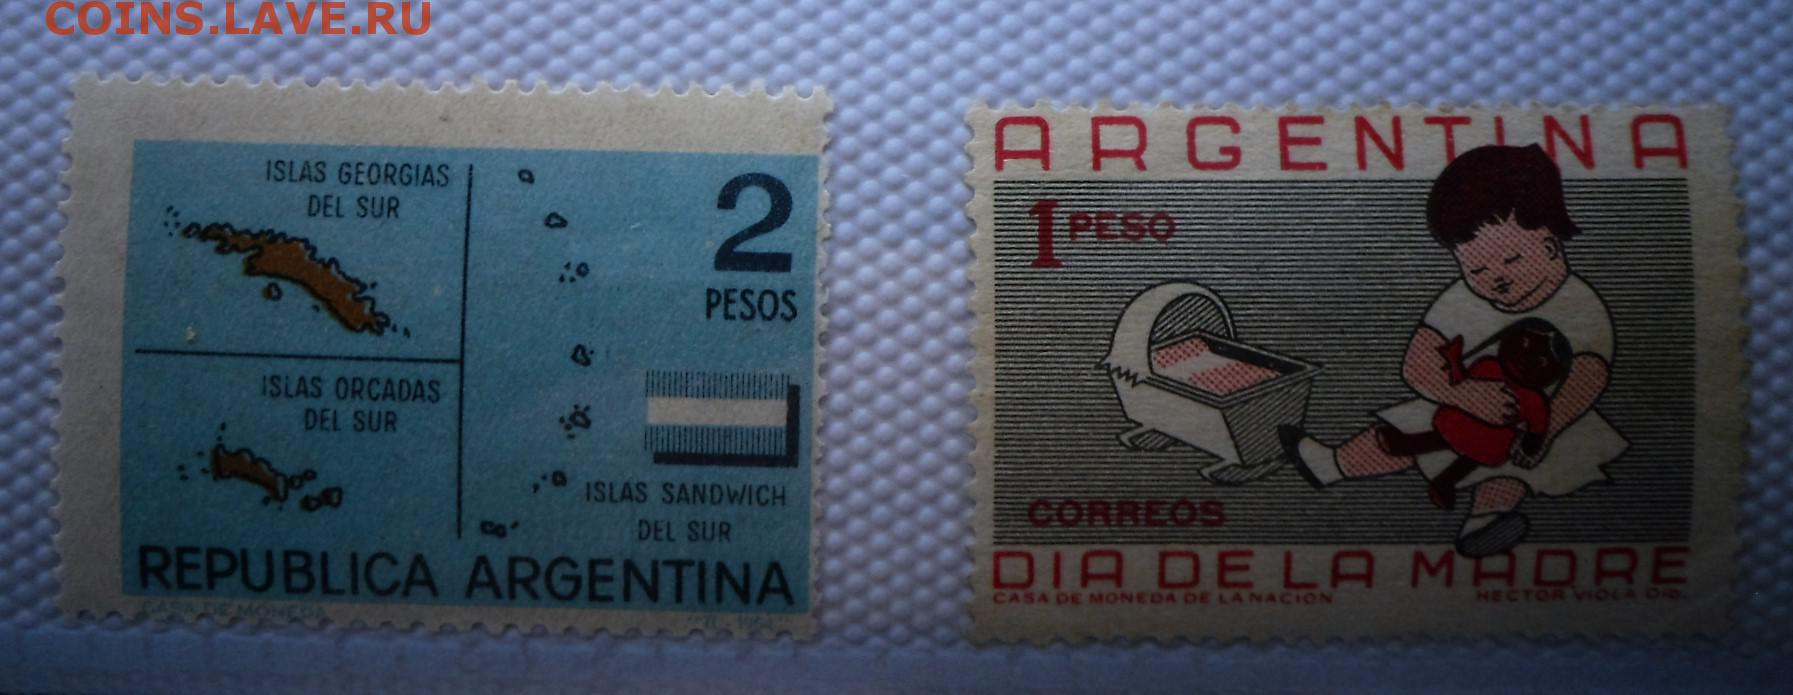 COINS.LAVE.RU
ISLAS GEORGIAS
DEL SUR
2
PESOS
ISLAS ORCADAS
DEL SUR
ISLAS SANDWICH
DEL SUR
REPUBLICA ARGENTINA
CASA DE MONEDA
ARGENTINA
1 PESO
CORREOS
DIA DE LA MADRE
CASA DE MONEDA DE LA NACION
HECTOR VIOLA DIB.